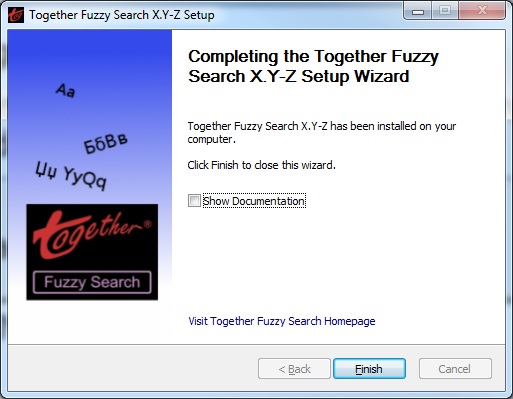 Together Fuzzy Search X.Y-Z Setup
Completing the Together Fuzzy
Search X.Y-Z Setup Wizard
Aa
БбВв
Џџ YyQq
together®
Fuzzy Search
Together Fuzzy Search X.Y-Z has been installed on your
computer.
Click Finish to close this wizard.
Show Documentation
Visit Together Fuzzy Search Homepage
< Back
Finish
Cancel